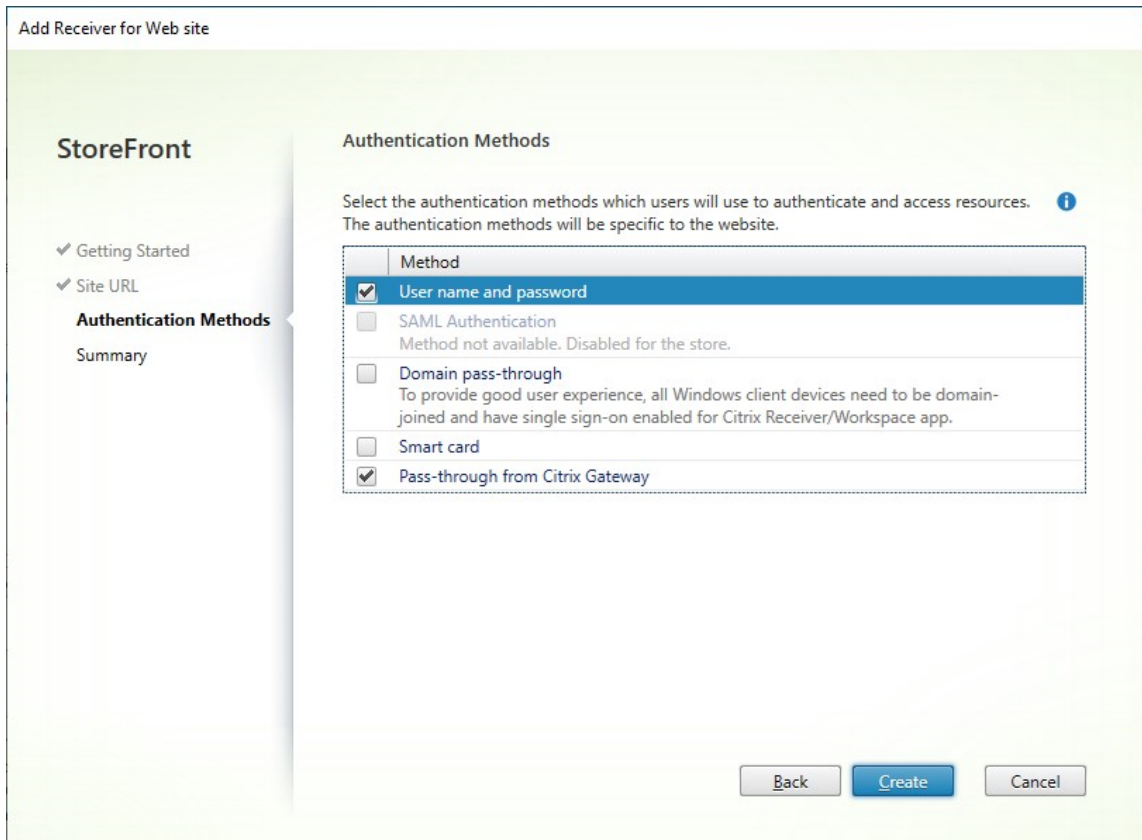 Add Receiver for Web site
StoreFront
Getting Started
Site URL
Authentication Methods
Summary
Authentication Methods
Select the authentication methods which users will use to authenticate and access resources.
The authentication methods will be specific to the website.
Method
User name and password
SAML Authentication
Method not available. Disabled for the store.
Domain pass-through
To provide good user experience, all Windows client devices need to be domain-
joined and have single sign-on enabled for Citrix Receiver/Workspace app.
Smart card
Pass-through from Citrix Gateway
Back
Create
Cancel